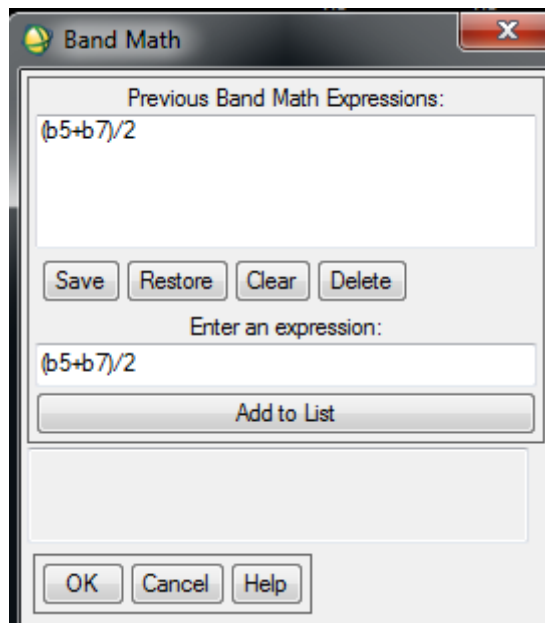 Band Math
Previous Band Math Expressions:
(b5+b7)/2
Save Restore Clear Delete
Enter an expression:
(b5+b7)/2
Add to List
OK Cancel Help